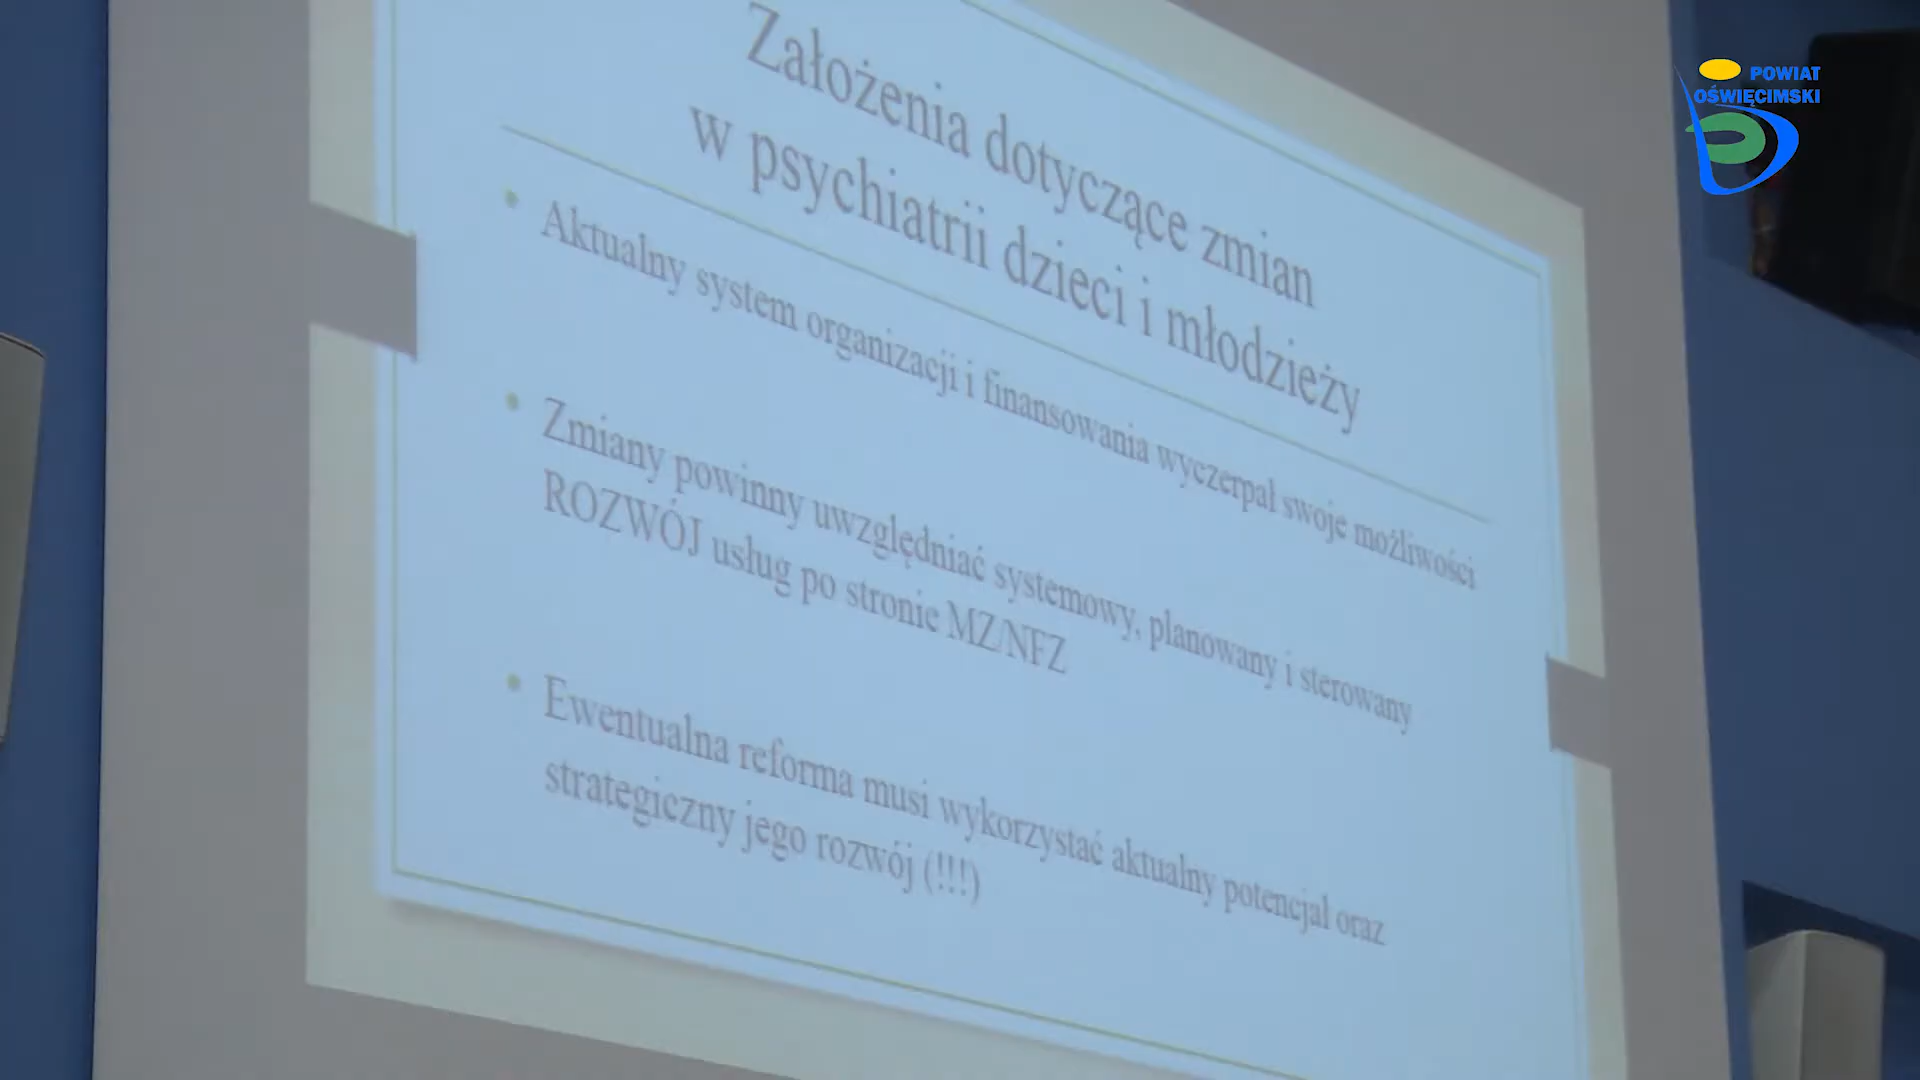 Założenia dotyczące zmian
w psychiatrii dzieci i młodzieży
• Aktualny system organizacji i finansowania wyczerpał swoje możliwości
• Zmiany powinny uwzględniać systemowy, planowany i sterowany
ROZWÓJ usług po stronie MZ/NFZ
• Ewentualna reforma musi wykorzystać aktualny potencjał oraz
strategiczny jego rozwój (!!!)
POWIAT
OŚWIĘCIMSKI